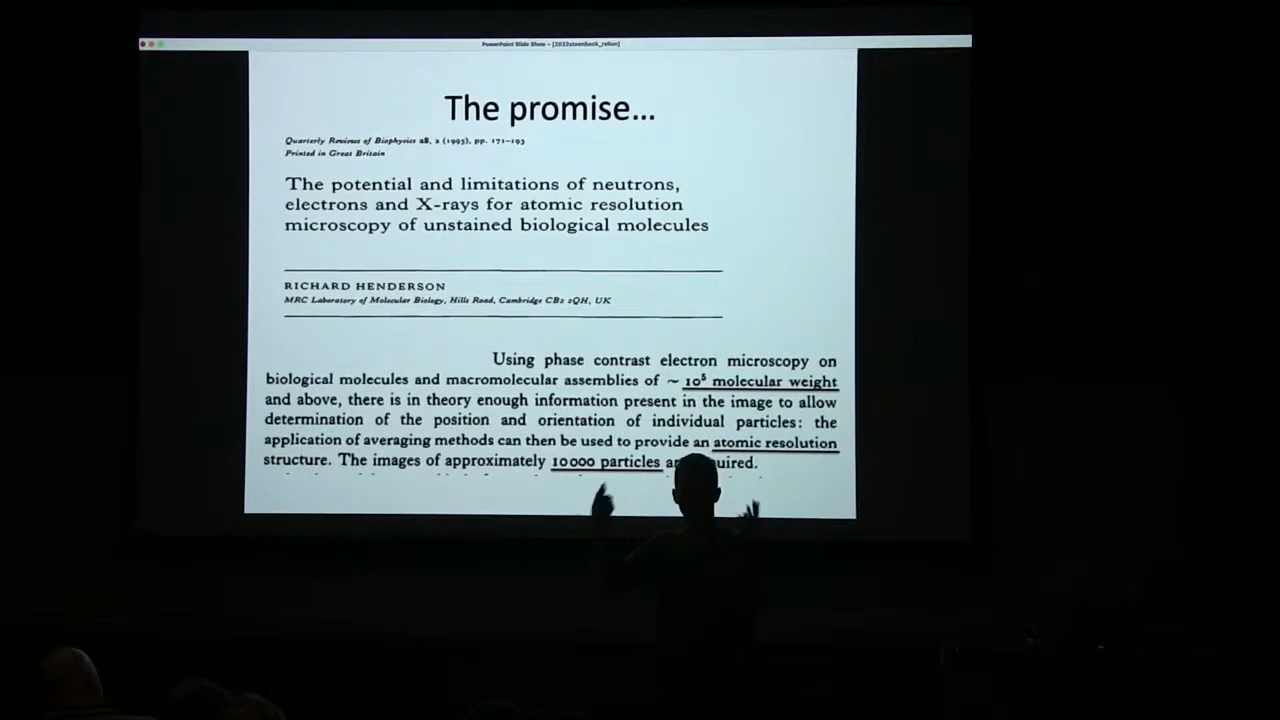 PowerPoint Slide Show - [2023steenbock_relion]
The promise...
Quarterly Reviews of Biophysics 28, 2 (1995), pp. 171–193
Printed in Great Britain
The potential and limitations of neutrons,
electrons and X-rays for atomic resolution
microscopy of unstained biological molecules
RICHARD HENDERSON
MRC Laboratory of Molecular Biology, Hills Road, Cambridge CB2 2QH, UK
Using phase contrast electron microscopy on
biological molecules and macromolecular assemblies of ~ 10⁵ molecular weight
and above, there is in theory enough information present in the image to allow
determination of the position and orientation of individual particles: the
application of averaging methods can then be used to provide an atomic resolution
structure. The images of approximately 10000 particles